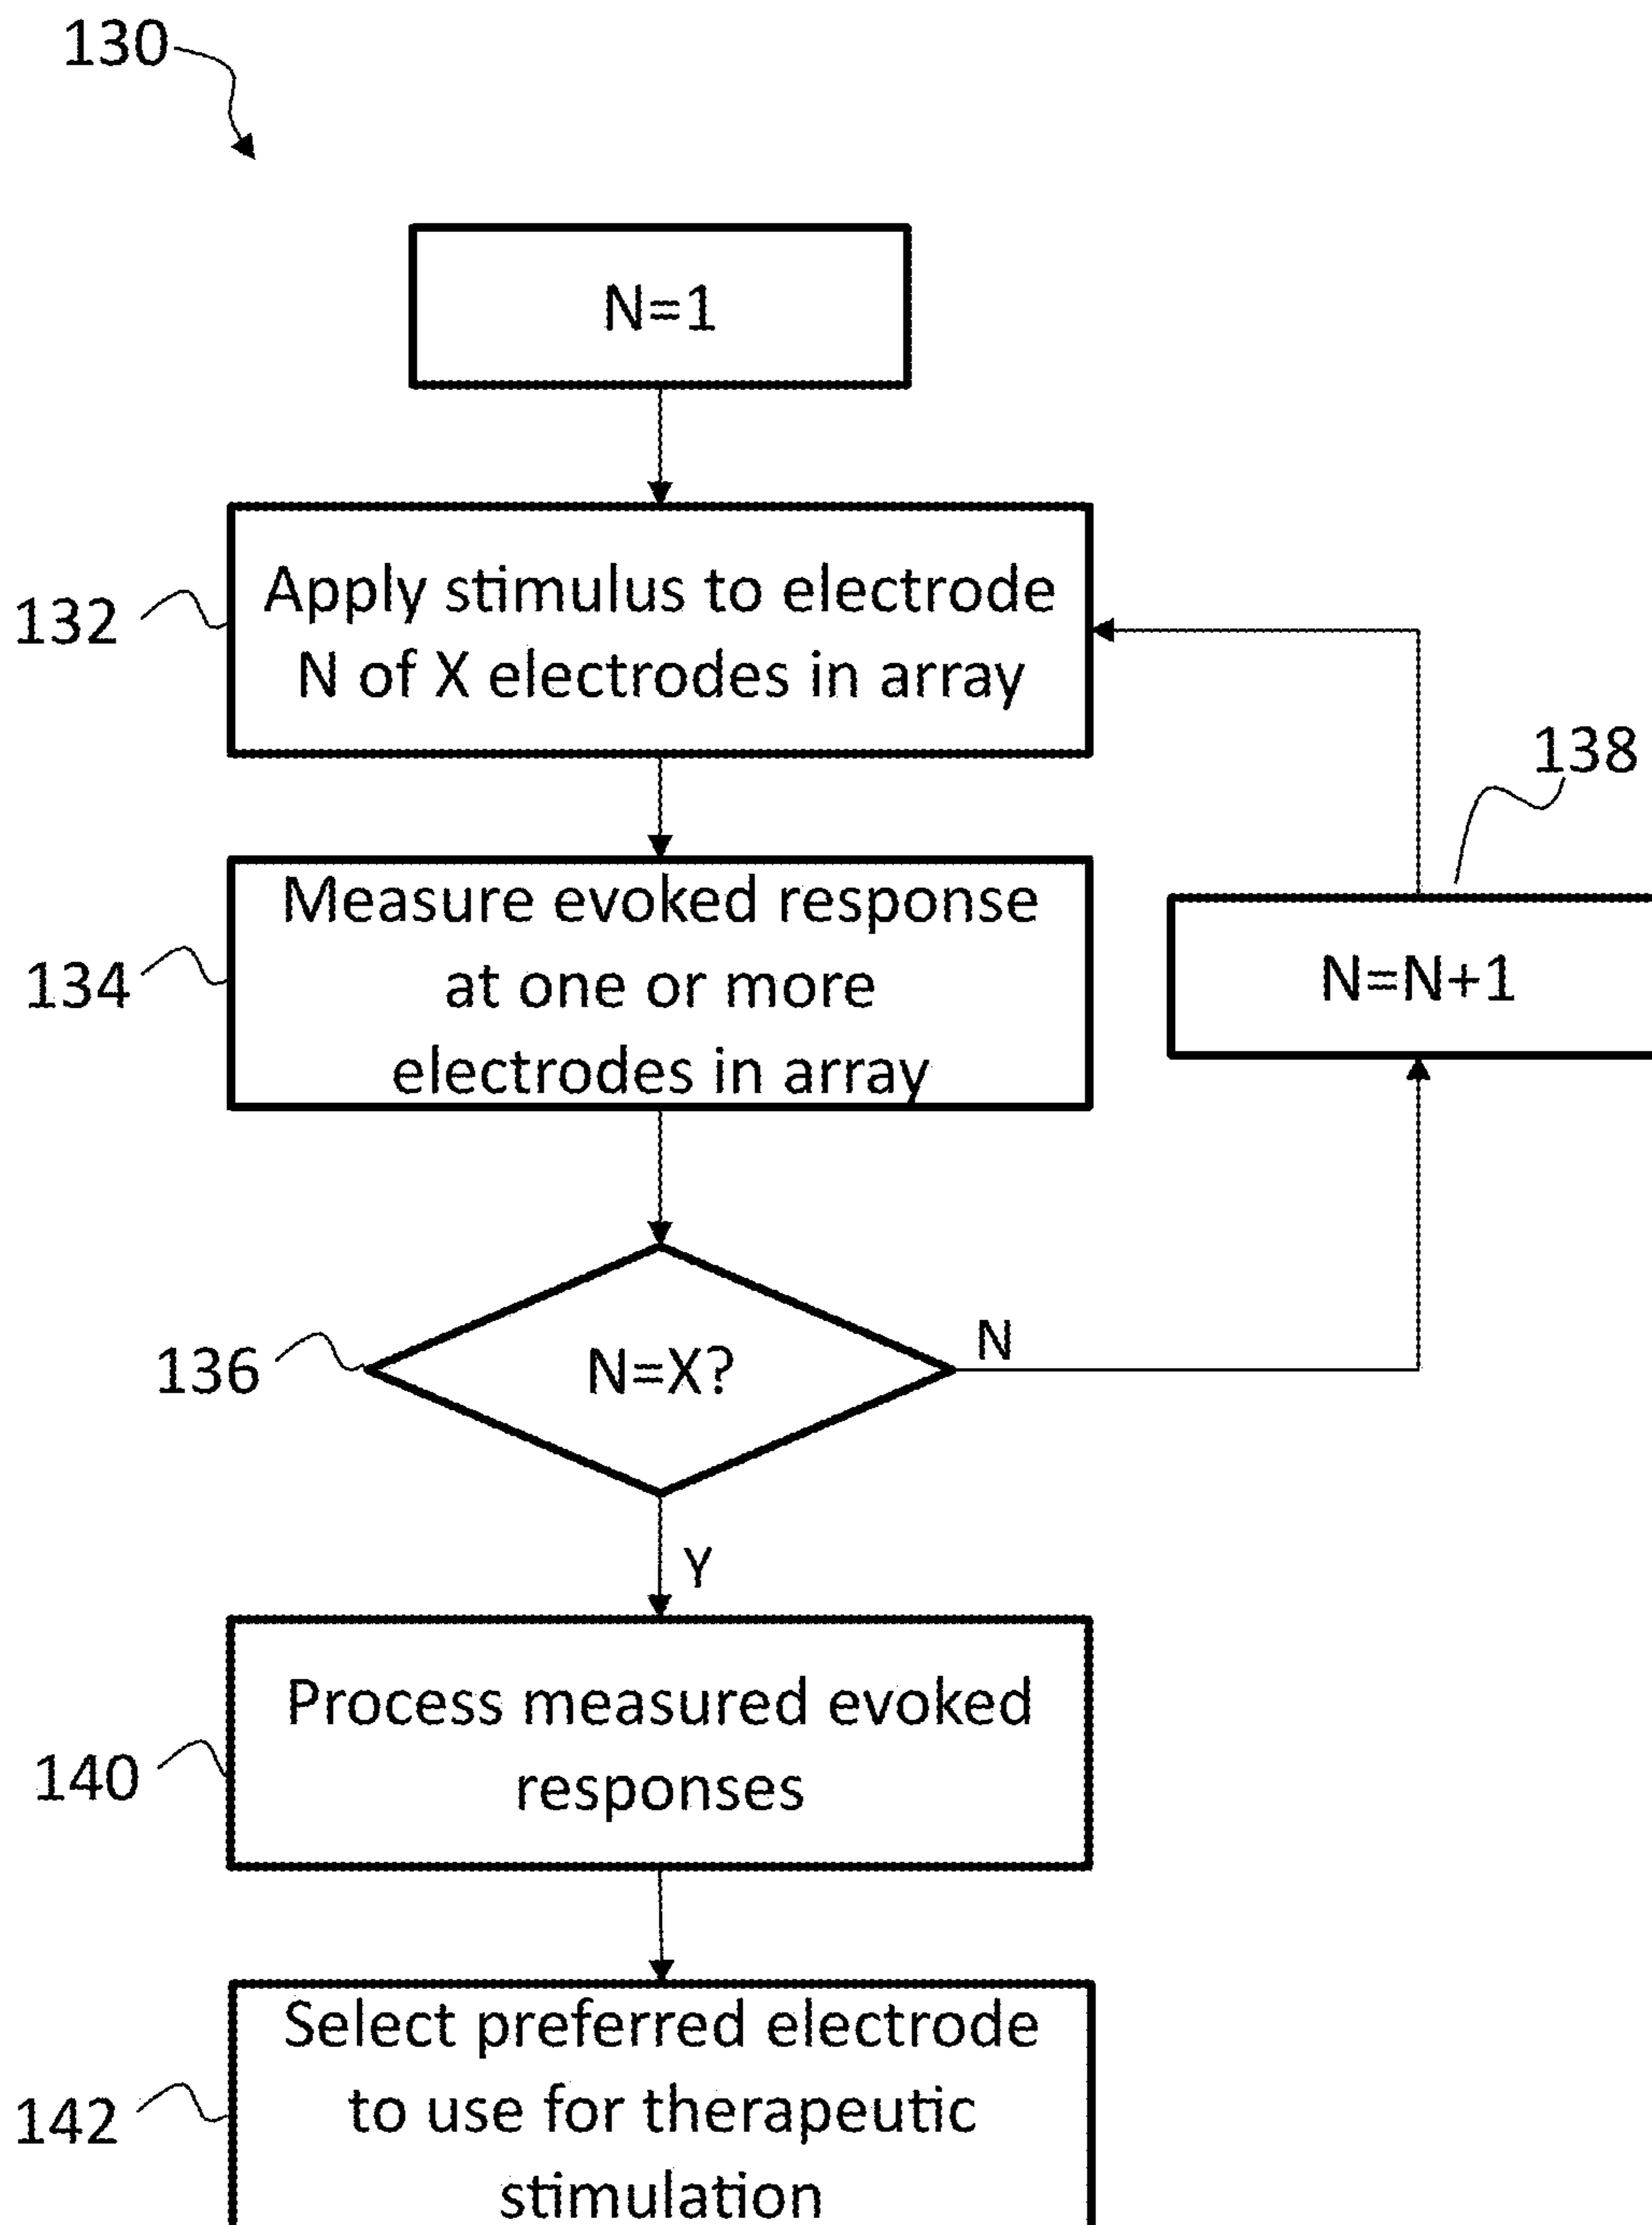 130
N=1
132
Apply stimulus to electrode
N of X electrodes in array
138
134
Measure evoked response
at one or more
electrodes in array
N=N+1
136
N=X?
N
Y
140
Process measured evoked
responses
142
Select preferred electrode
to use for therapeutic
stimulation